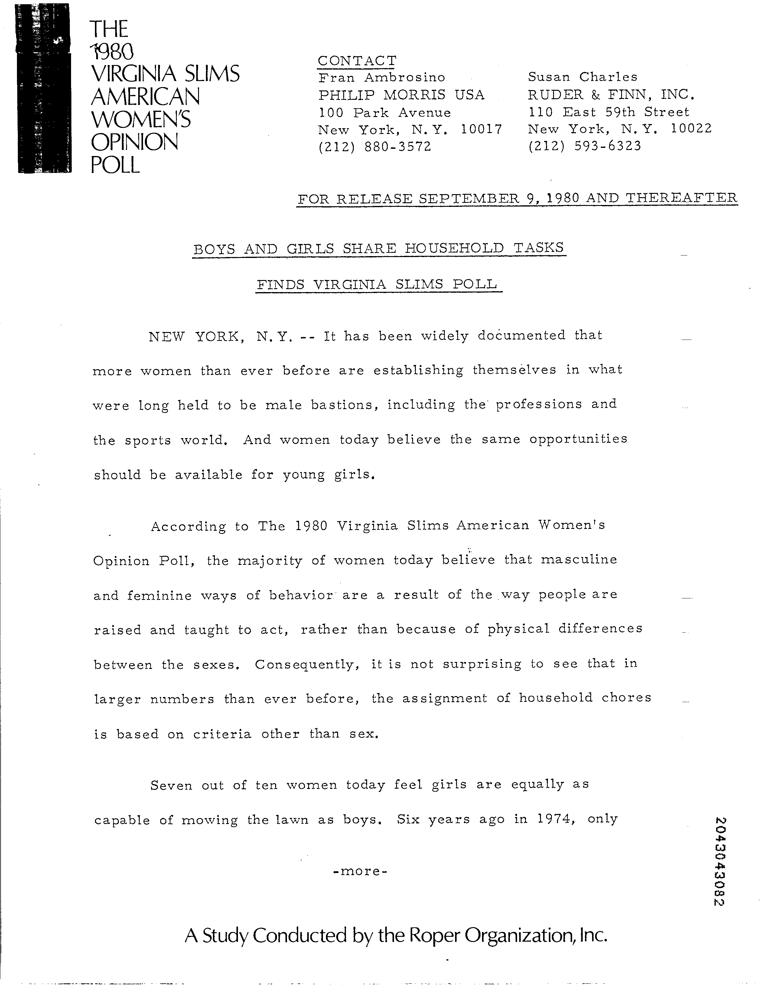 THE
1980
VIRGINIA SLIMS
AMERICAN
WOMEN'S
OPINION
POLL
CONTACT
Fran Ambrosino
PHILIP MORRIS USA
100 Park Avenue
New York, N.Y. 10017
(212) 880-3572
Susan Charles
RUDER & FINN, INC.
110 East 59th Street
New York, N.Y. 10022
(212) 593-6323
FOR RELEASE SEPTEMBER 9, 1980 AND THEREAFTER
BOYS AND GIRLS SHARE HOUSEHOLD TASKS
FINDS VIRGINIA SLIMS POLL
NEW YORK, N.Y. -- It has been widely documented that
more women than ever before are establishing themselves in what
were long held to be male bastions, including the professions and
the sports world. And women today believe the same opportunities
should be available for young girls.
According to The 1980 Virginia Slims American Women's
Opinion Poll, the majority of women today believe that masculine
and feminine ways of behavior are a result of the way people are
raised and taught to act, rather than because of physical differences
between the sexes. Consequently, it is not surprising to see that in
larger numbers than ever before, the assignment of household chores
is based on criteria other than sex.
Seven out of ten women today feel girls are equally as
capable of mowing the lawn as boys. Six years ago in 1974, only
-more-
A Study Conducted by the Roper Organization, Inc.
2043043082